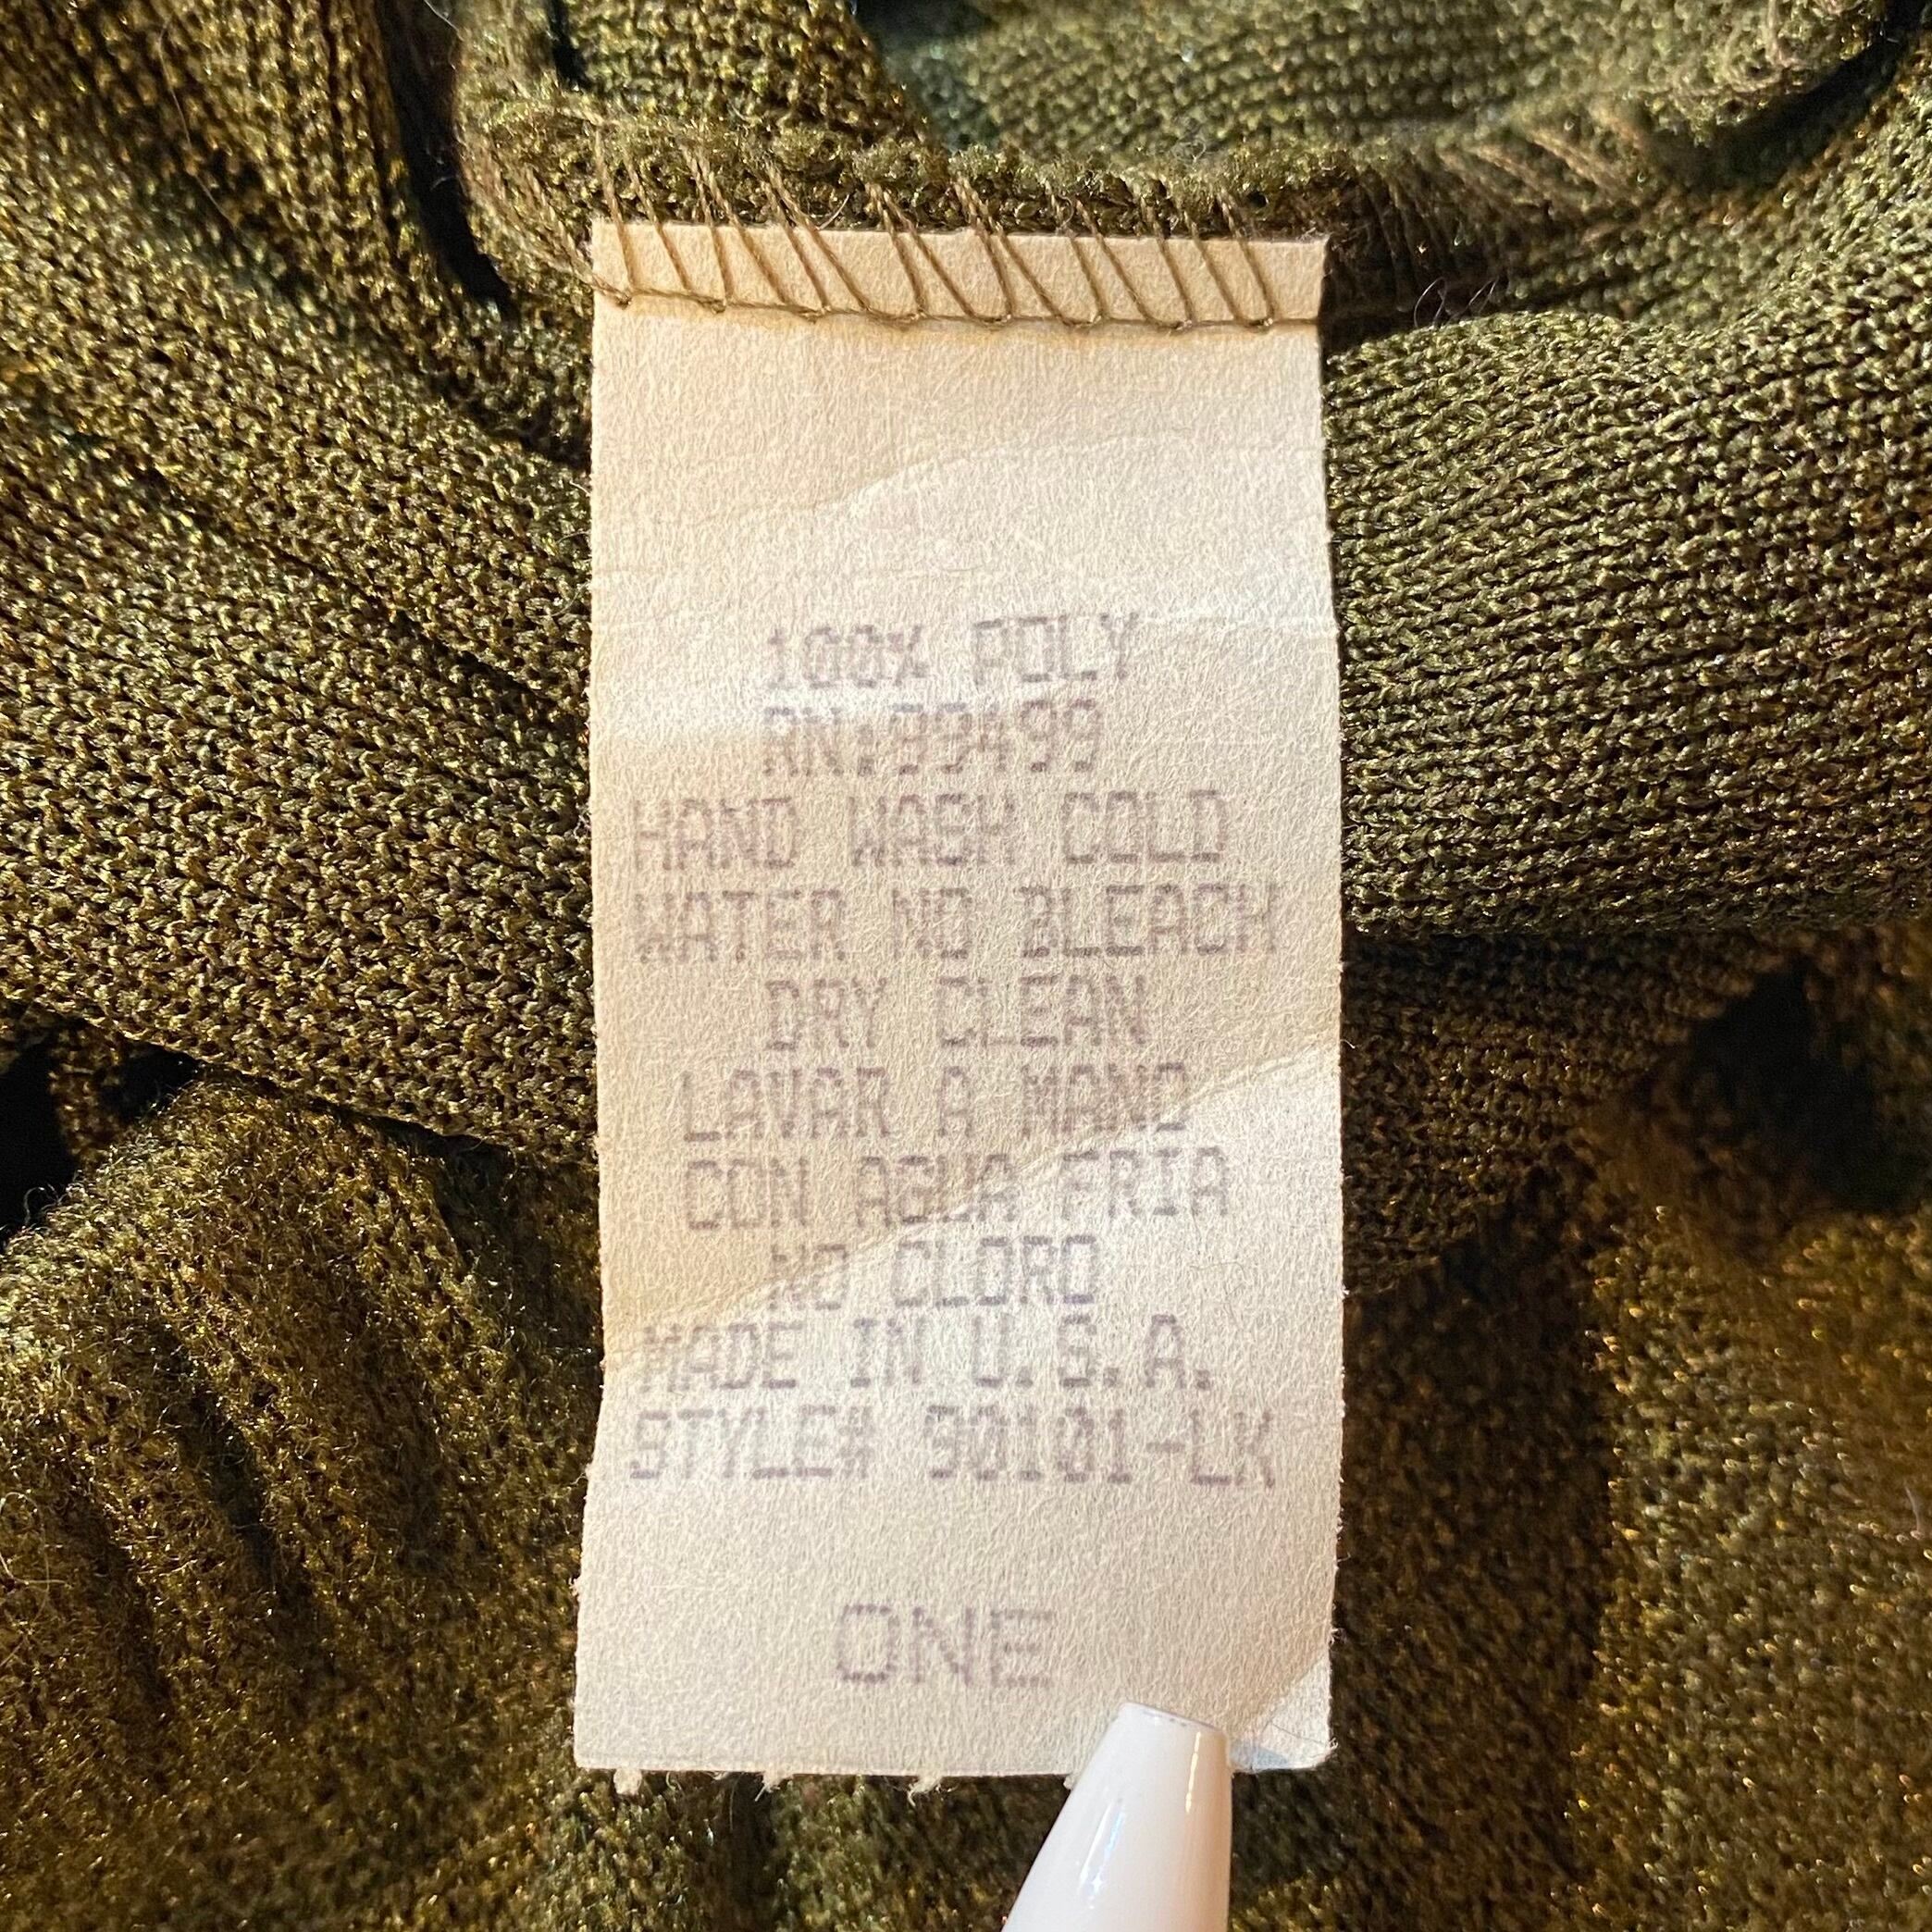 100% POLY
RN:99499
HAND WASH COLD
WATER NO BLEACH
DRY CLEAN
LAVAR A MANO
CON AGUA FRIA
NO CLORO
MADE IN U.S.A.
STYLE# 90101-LK
ONE